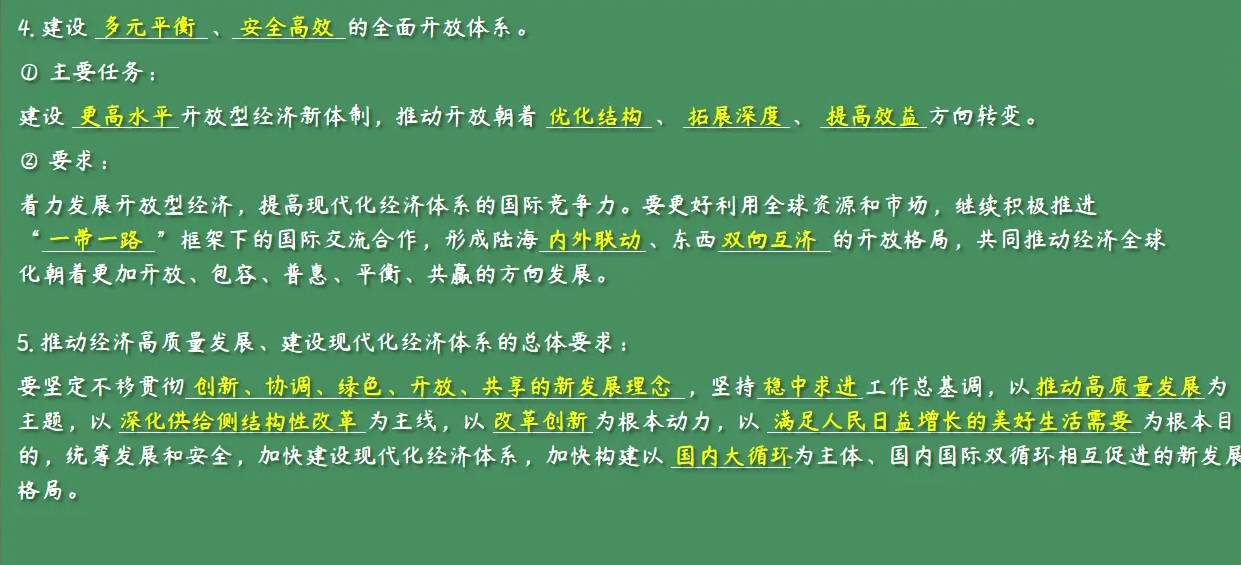 4. 建设 多元平衡 、 安全高效 的全面开放体系。
① 主要任务：
建设 更高水平 开放型经济新体制，推动开放朝着 优化结构 、 拓展深度 、 提高效益 方向转变。
② 要求：
着力发展开放型经济，提高现代化经济体系的国际竞争力。要更好利用全球资源和市场，继续积极推进
“ 一带一路 ”框架下的国际交流合作，形成陆海 内外联动 、东西 双向互济 的开放格局，共同推动经济全球
化朝着更加开放、包容、普惠、平衡、共赢的方向发展。
5. 推动经济高质量发展、建设现代化经济体系的总体要求：
要坚定不移贯彻 创新、协调、绿色、开放、共享的新发展理念 ，坚持 稳中求进 工作总基调，以 推动高质量发展 为
主题，以 深化供给侧结构性改革 为主线，以 改革创新 为根本动力，以 满足人民日益增长的美好生活需要 为根本目
的，统筹发展和安全，加快建设现代化经济体系，加快构建以 国内大循环 为主体、国内国际双循环相互促进的新发展
格局。